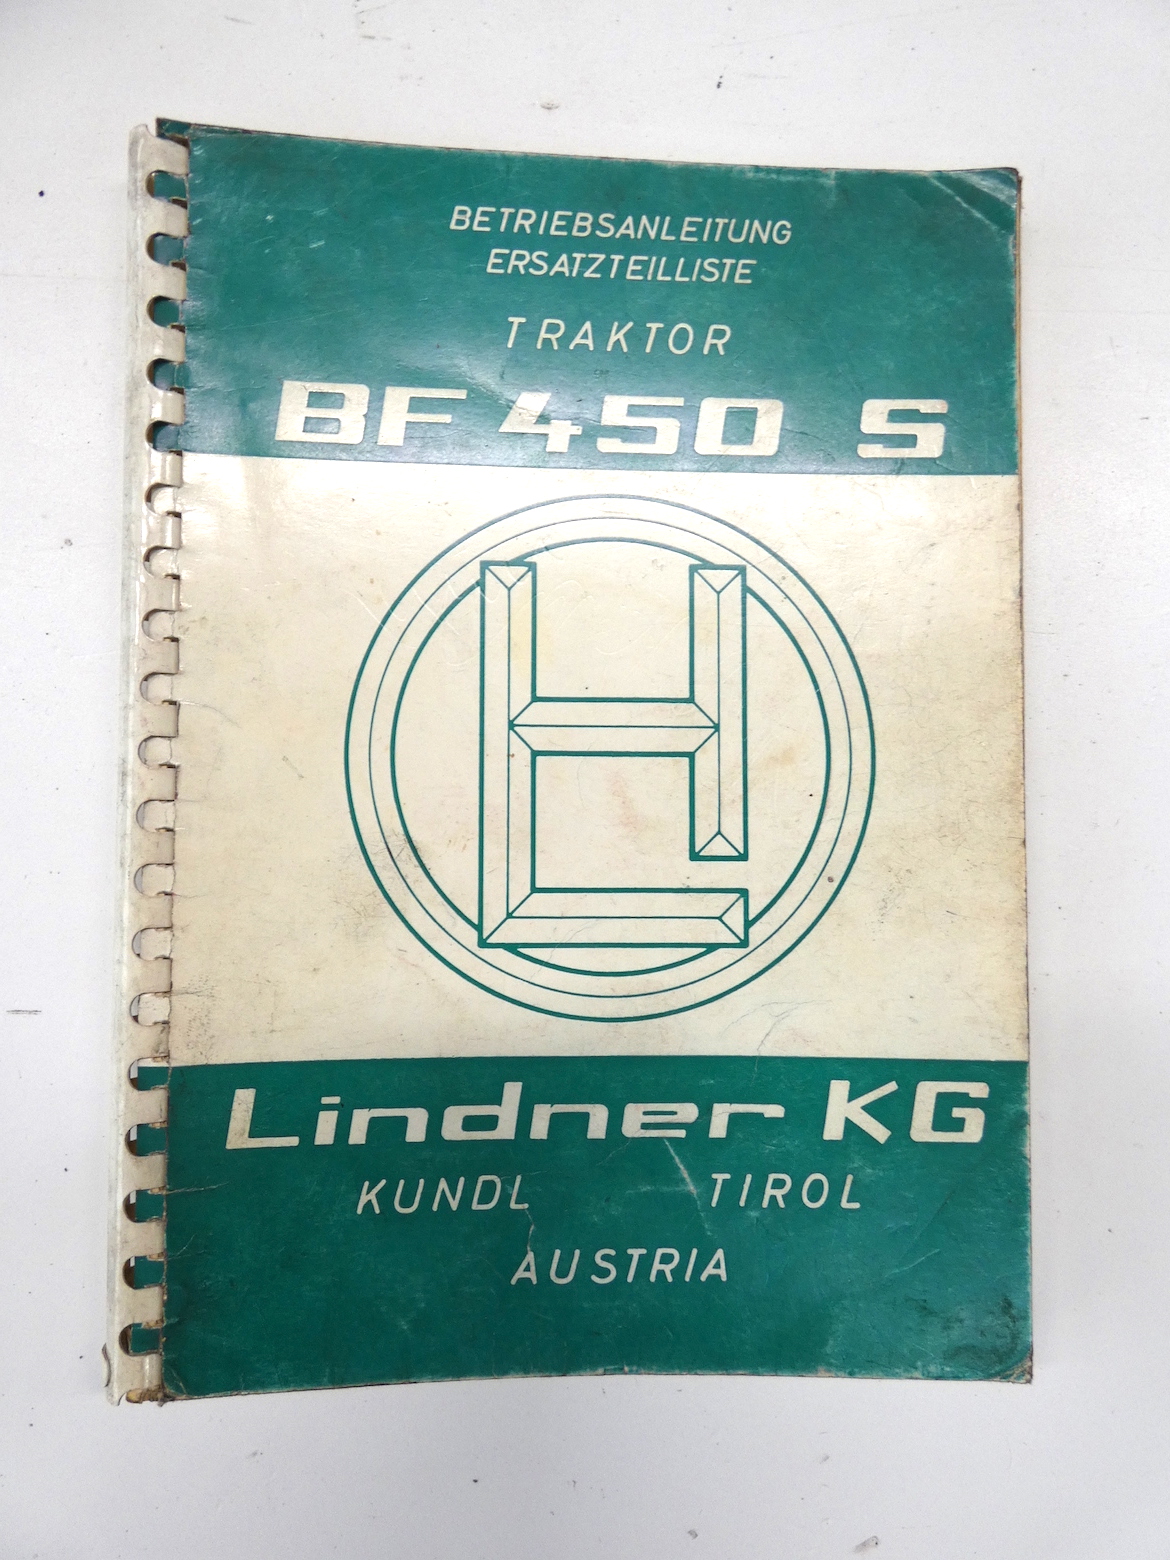 BETRIEBSANLEITUNG
ERSATZTEILLISTE
TRAKTOR
BF 450 S
Lindner KG
KUNDL TIROL
AUSTRIA